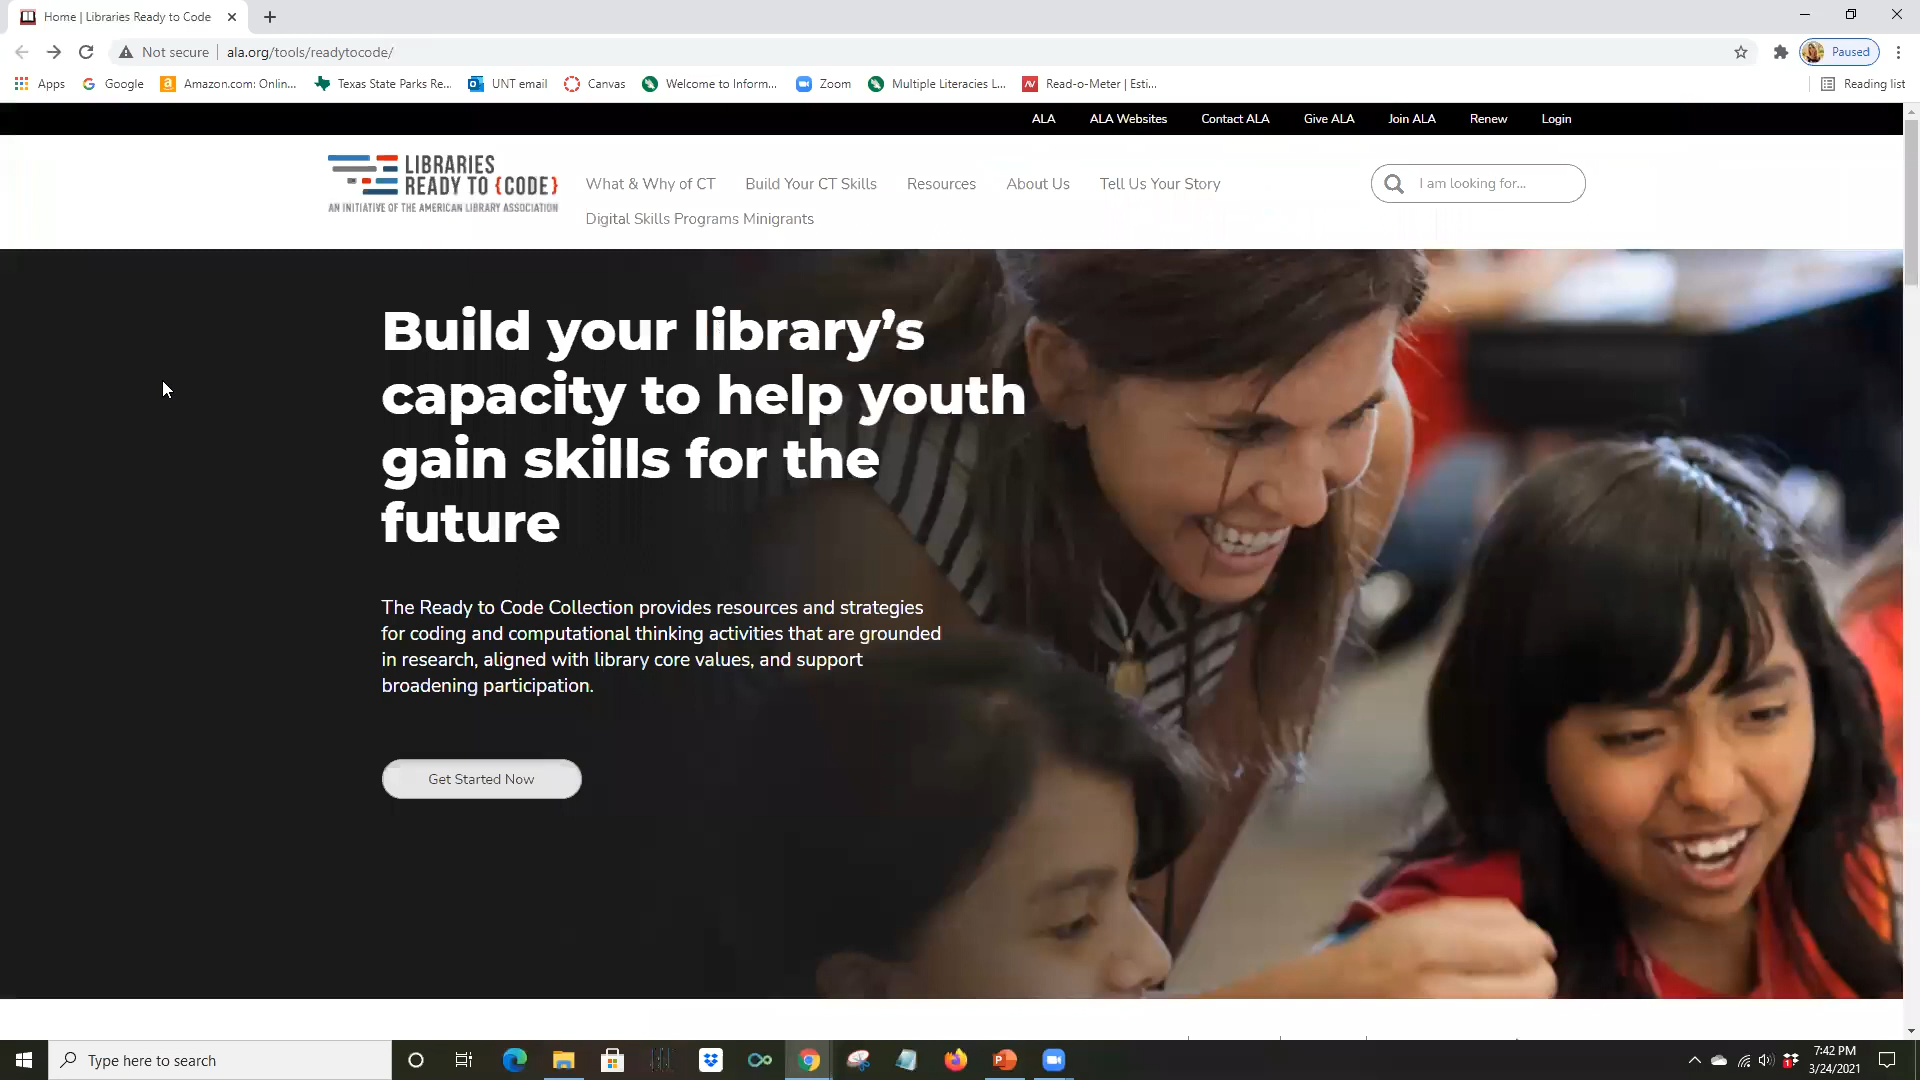 Home | Libraries Ready to Code
Not secure
ala.org/tools/readytocode/
Paused
Apps
Google
Amazon.com: Onlin...
Texas State Parks Re...
UNT email
Canvas
Welcome to Inform...
Zoom
Multiple Literacies L...
Read-o-Meter | Esti...
Reading list
ALA
ALA Websites
Contact ALA
Give ALA
Join ALA
Renew
Login
LIBRARIES
READY TO {CODE}
AN INITIATIVE OF THE AMERICAN LIBRARY ASSOCIATION
What & Why of CT
Build Your CT Skills
Resources
About Us
Tell Us Your Story
Digital Skills Programs Minigrants
I am looking for...
Build your library's
capacity to help youth
gain skills for the
future
The Ready to Code Collection provides resources and strategies
for coding and computational thinking activities that are grounded
in research, aligned with library core values, and support
broadening participation.
Get Started Now
Type here to search
7:42 PM
3/24/2021